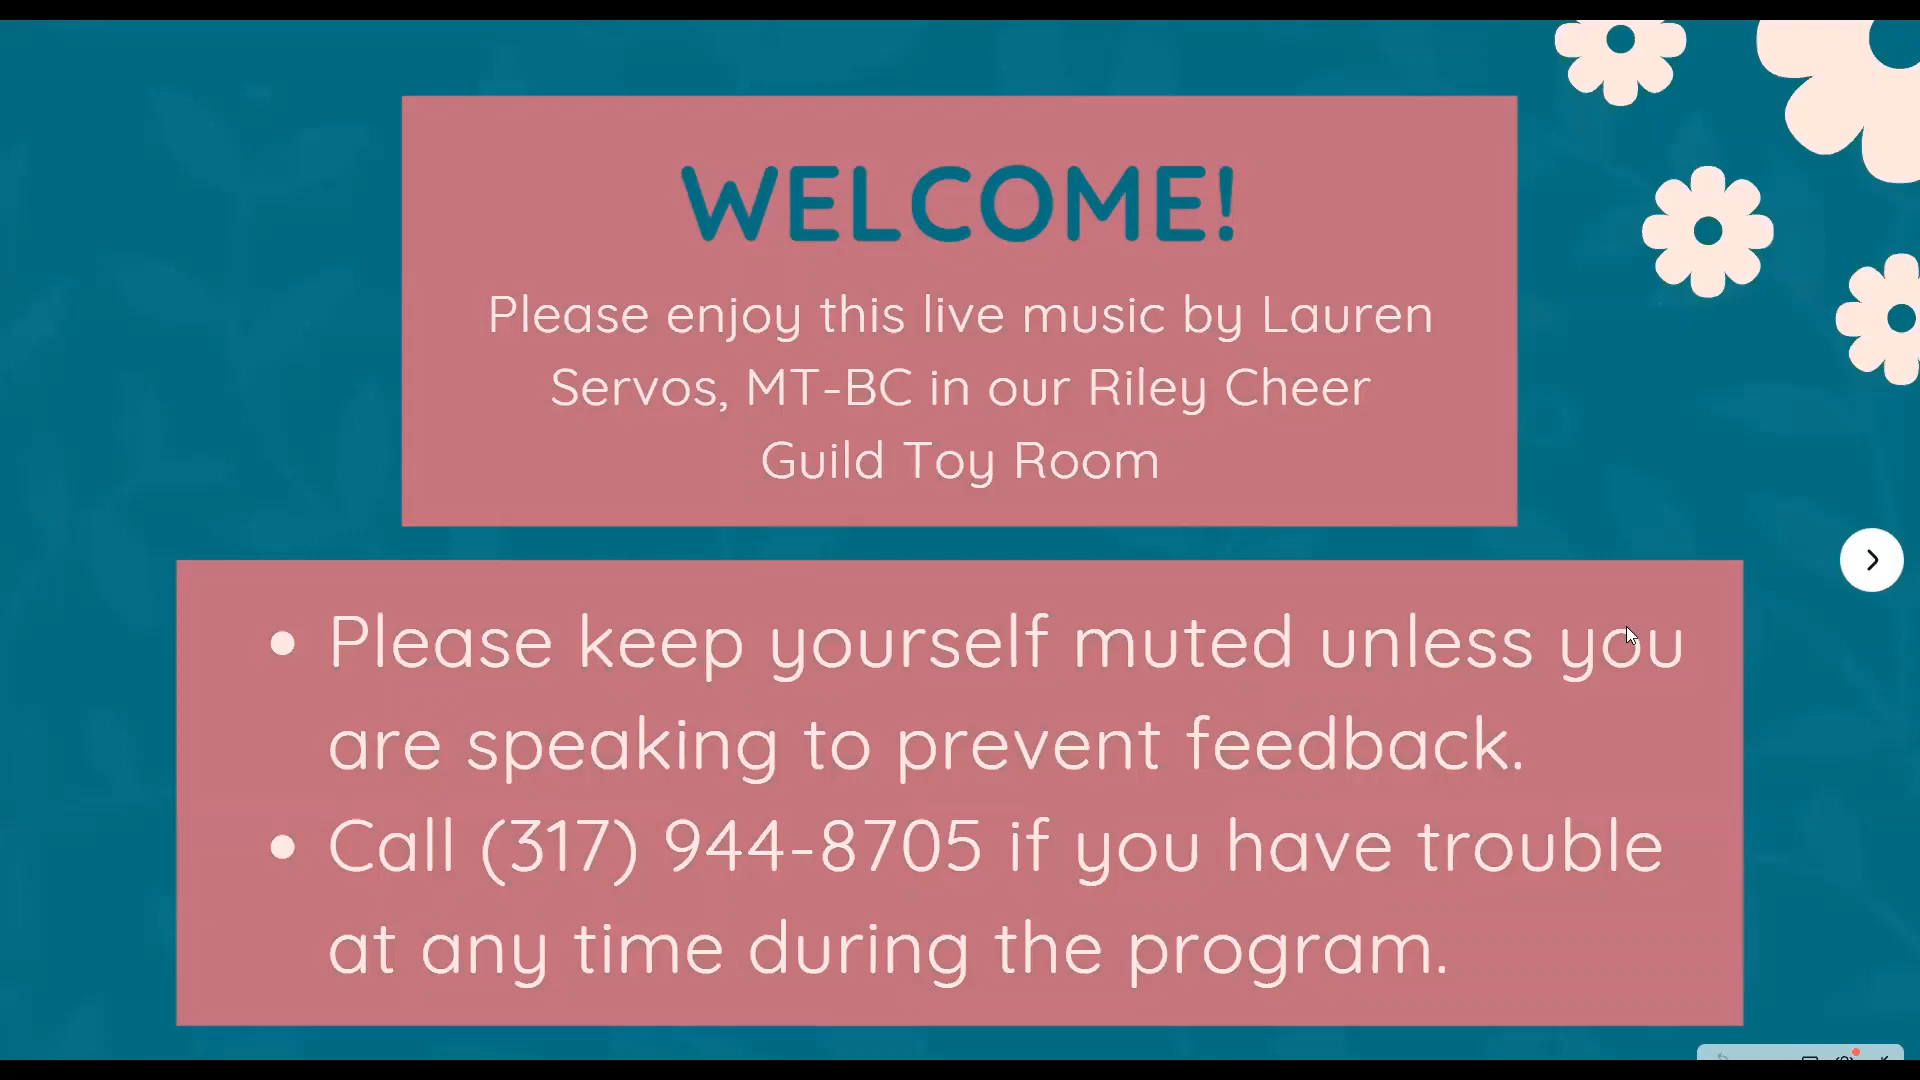 WELCOME!
Please enjoy this live music by Lauren
Servos, MT-BC in our Riley Cheer
Guild Toy Room
• Please keep yourself muted unless you
are speaking to prevent feedback.
• Call (317) 944-8705 if you have trouble
at any time during the program.